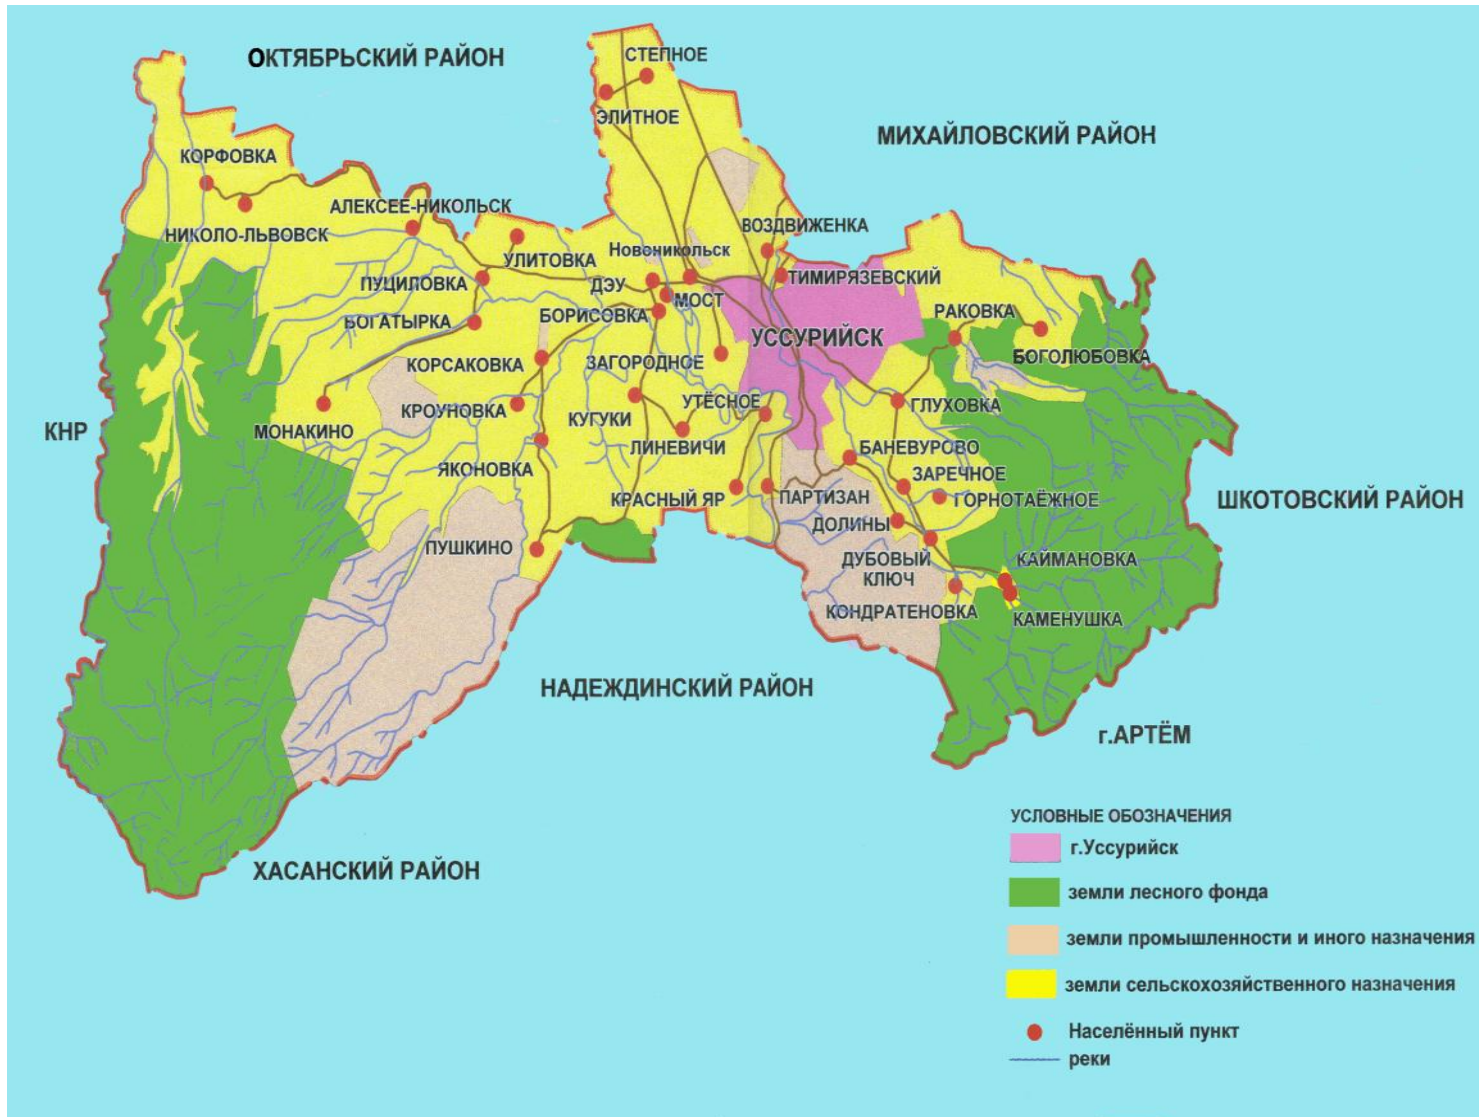 ОКТЯБРЬСКИЙ РАЙОН
СТЕПНОЕ
ЭЛИТНОЕ
МИХАЙЛОВСКИЙ РАЙОН
КОРФОВКА
АЛЕКСЕЕ-НИКОЛЬСК
НИКОЛО-ЛЬВОВСК
ВОЗДВИЖЕНКА
Новоникольск
УЛИТОВКА
ТИМИРЯЗЕВСКИЙ
ПУЦИЛОВКА
ДЭУ
МОСТ
БОГАТЫРКА
БОРИСОВКА
РАКОВКА
УССУРИЙСК
БОГОЛЮБОВКА
КОРСАКОВКА
ЗАГОРОДНОЕ
УТЁСНОЕ
ГЛУХОВКА
КРОУНОВКА
КУГУКИ
КНР
МОНАКИНО
ЛИНЕВИЧИ
БАНЕВУРОВО
ЯКОНОВКА
ЗАРЕЧНОЕ
КРАСНЫЙ ЯР
ПАРТИЗАН
ГОРНОТАЁЖНОЕ
ШКОТОВСКИЙ РАЙОН
ДОЛИНЫ
ПУШКИНО
ДУБОВЫЙ
КЛЮЧ
КАЙМАНОВКА
КОНДРАТЕНОВКА
КАМЕНУШКА
НАДЕЖДИНСКИЙ РАЙОН
г.АРТЁМ
ХАСАНСКИЙ РАЙОН
УСЛОВНЫЕ ОБОЗНАЧЕНИЯ
г.Уссурийск
земли лесного фонда
земли промышленности и иного назначения
земли сельскохозяйственного назначения
Населённый пункт
реки